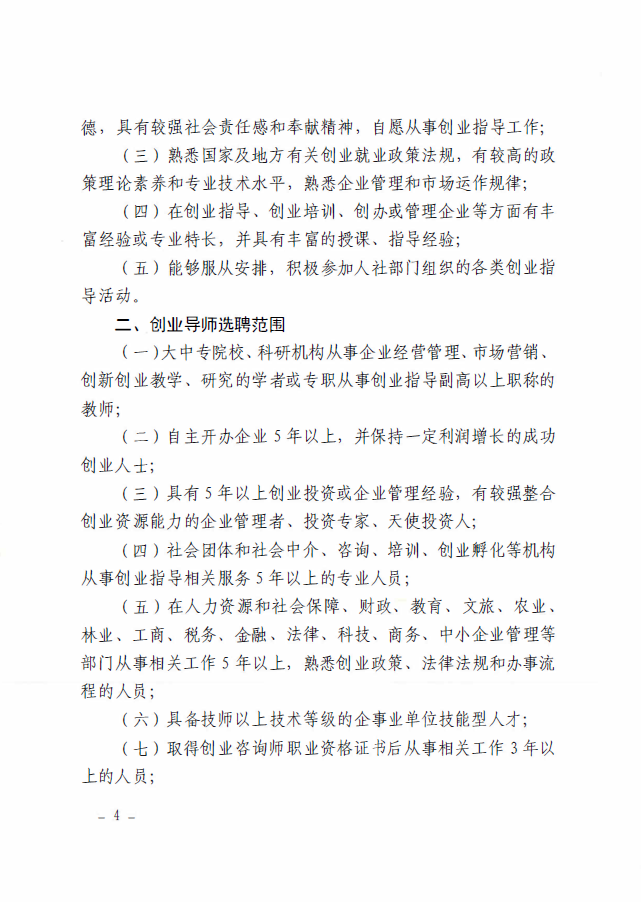 德，具有较强社会责任感和奉献精神，自愿从事创业指导工作；
（三）熟悉国家及地方有关创业就业政策法规，有较高的政
策理论素养和专业技术水平，熟悉企业管理和市场运作规律；
（四）在创业指导、创业培训、创办或管理企业等方面有丰
富经验或专业特长，并具有丰富的授课、指导经验；
（五）能够服从安排，积极参加人社部门组织的各类创业指
导活动。
二、创业导师选聘范围
（一）大中专院校、科研机构从事企业经营管理、市场营销、
创新创业教学、研究的学者或专职从事创业指导副高以上职称的
教师；
（二）自主开办企业 5 年以上，并保持一定利润增长的成功
创业人士；
（三）具有 5 年以上创业投资或企业管理经验，有较强整合
创业资源能力的企业管理者、投资专家、天使投资人；
（四）社会团体和社会中介、咨询、培训、创业孵化等机构
从事创业指导相关服务 5 年以上的专业人员；
（五）在人力资源和社会保障、财政、教育、文旅、农业、
林业、工商、税务、金融、法律、科技、商务、中小企业管理等
部门从事相关工作 5 年以上，熟悉创业政策、法律法规和办事流
程的人员；
（六）具备技师以上技术等级的企事业单位技能型人才；
（七）取得创业咨询师职业资格证书后从事相关工作 3 年以
上的人员；
– 4 –